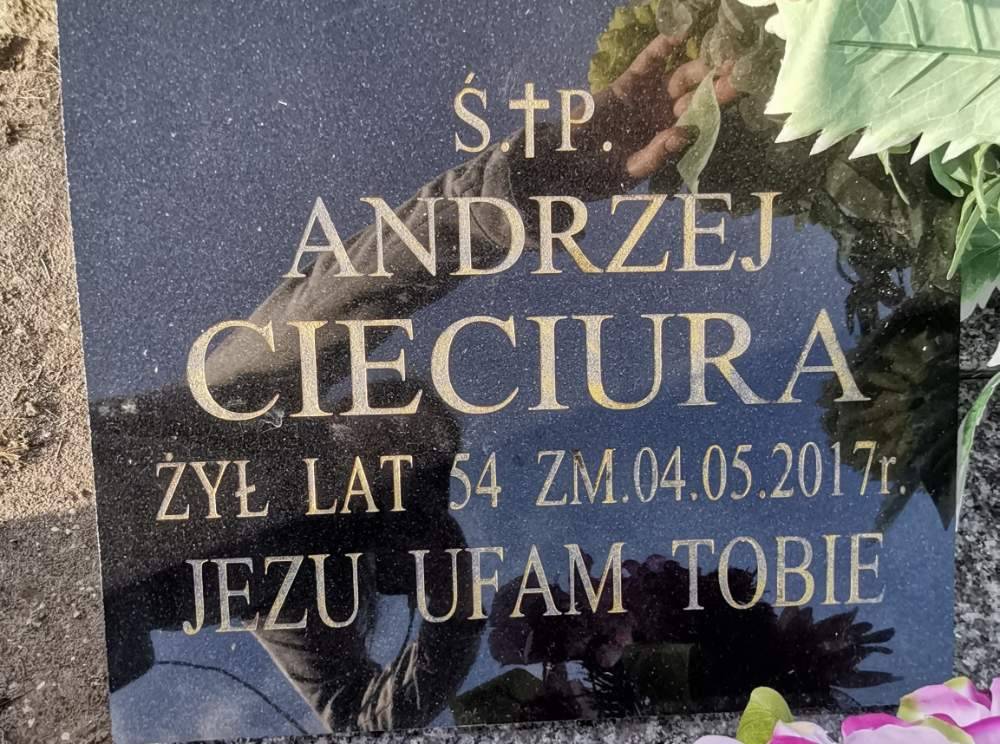 Ś.†P.
ANDRZEJ
CIECIURA
ŻYŁ LAT 54 ZM.04.05.2017r.
JEZU UFAM TOBIE